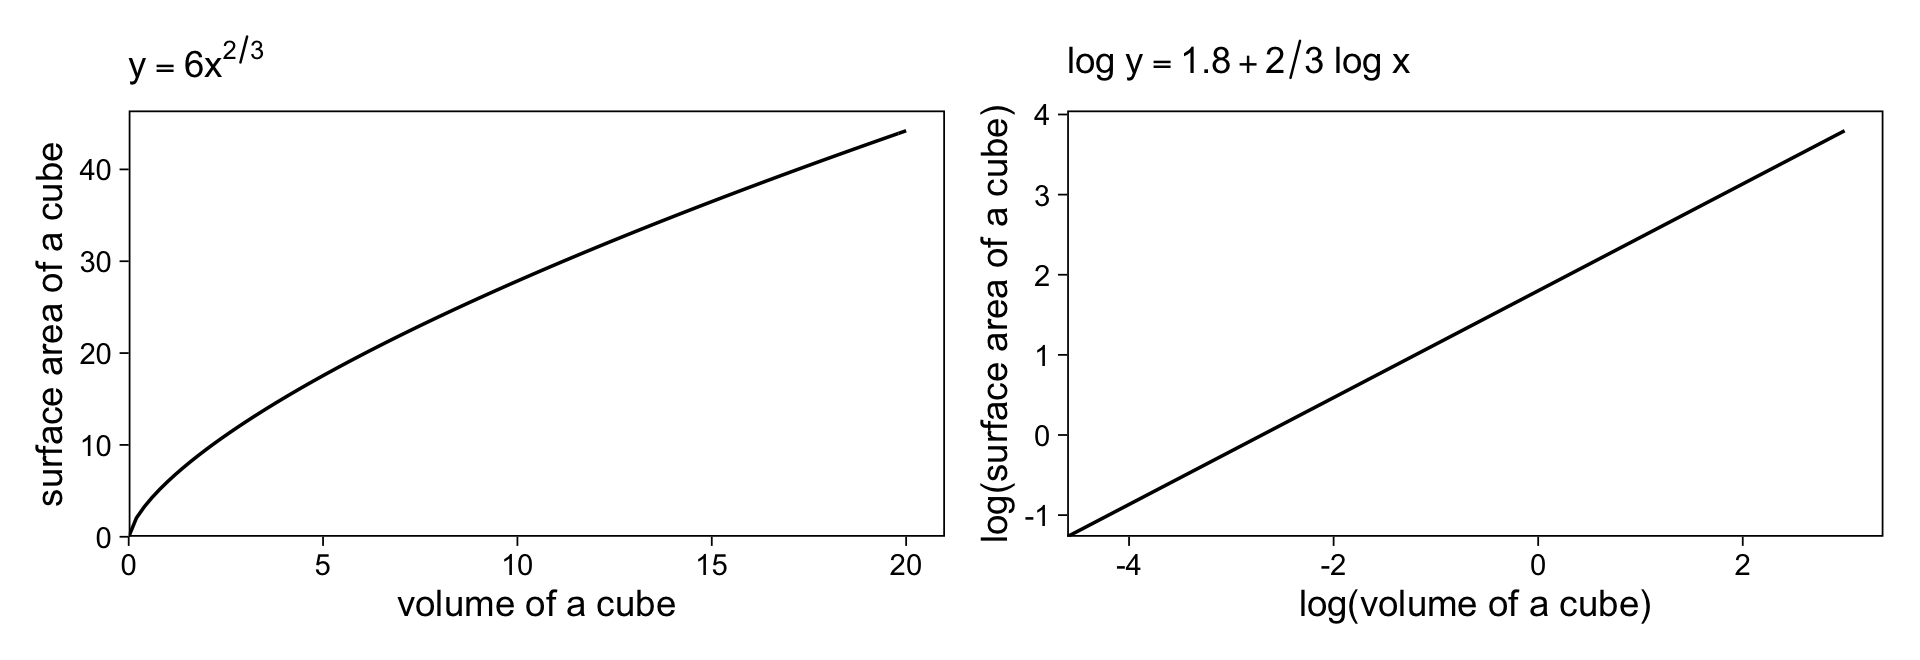 y = 6x^2/3
surface area of a cube
40
30
20
10
0
0 5 10 15 20
volume of a cube
log y = 1.8 + 2/3 log x
log(surface area of a cube)
4
3
2
1
0
-1
-4 -2 0 2
log(volume of a cube)